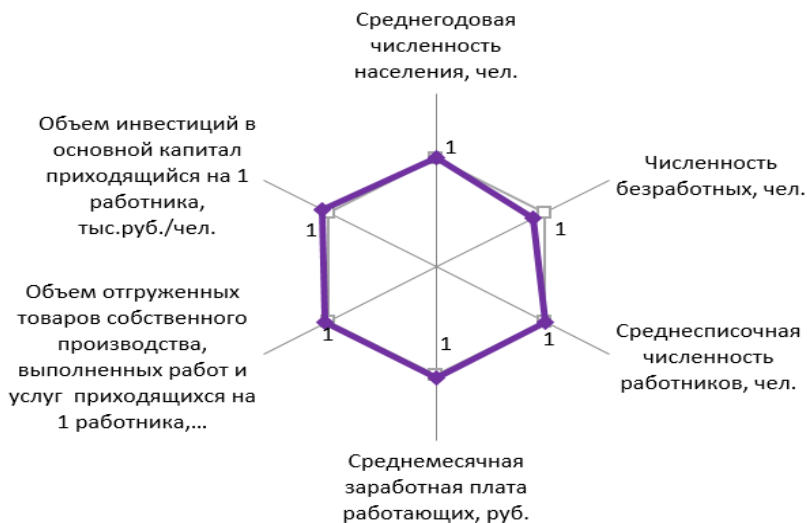 Среднегодовая
численность
населения, чел.
1
Численность
безработных, чел.
1
Среднесписочная
численность
работников, чел.
1
Среднемесячная
заработная плата
работающих, руб.
1
Объем отгруженных
товаров собственного
производства,
выполненных работ и
услуг приходящихся на
1 работника,...
1
Объем инвестиций в
основной капитал
приходящийся на 1
работника,
тыс.руб./чел.
1